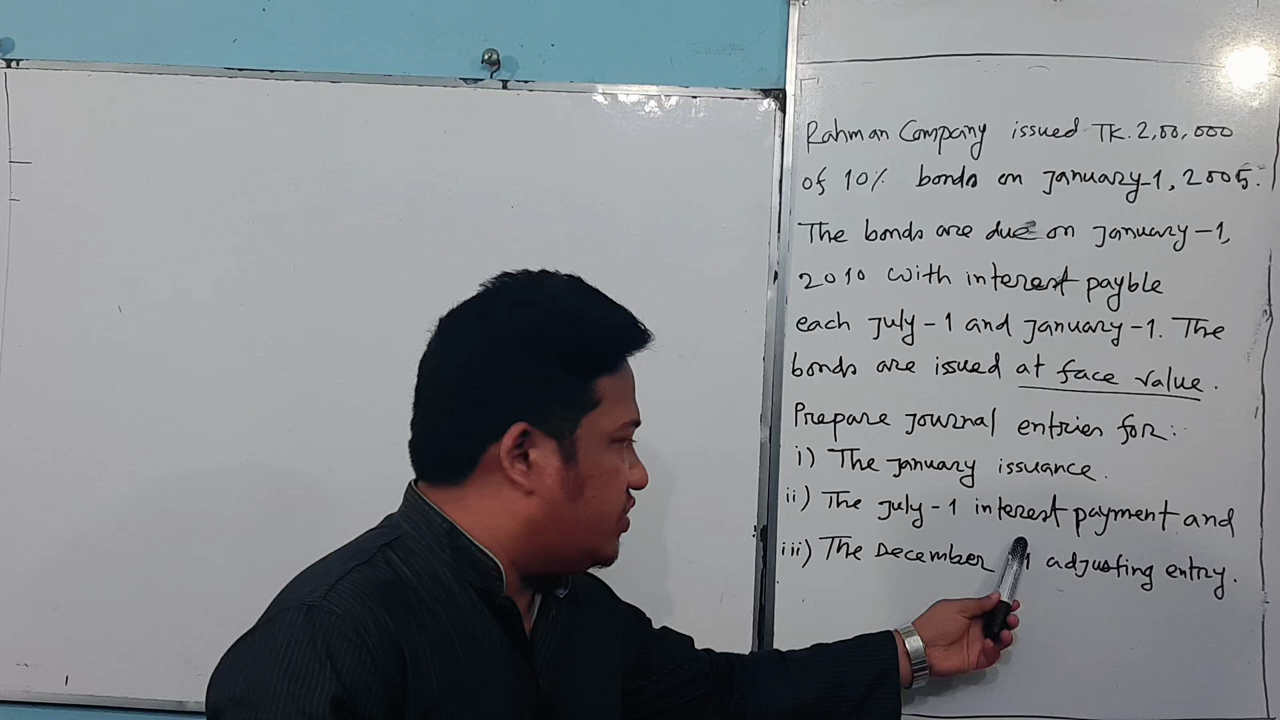 Rahman Company issued TK. 2,00,000
of 10% bonds on January-1, 2005.
The bonds are due on January-1,
2010 with interest payble
each July-1 and January-1. The
bonds are issued at face value.
Prepare Journal entries for:
i) The January issuance.
ii) The July-1 interest payment and
iii) The December 1 adjusting entry.